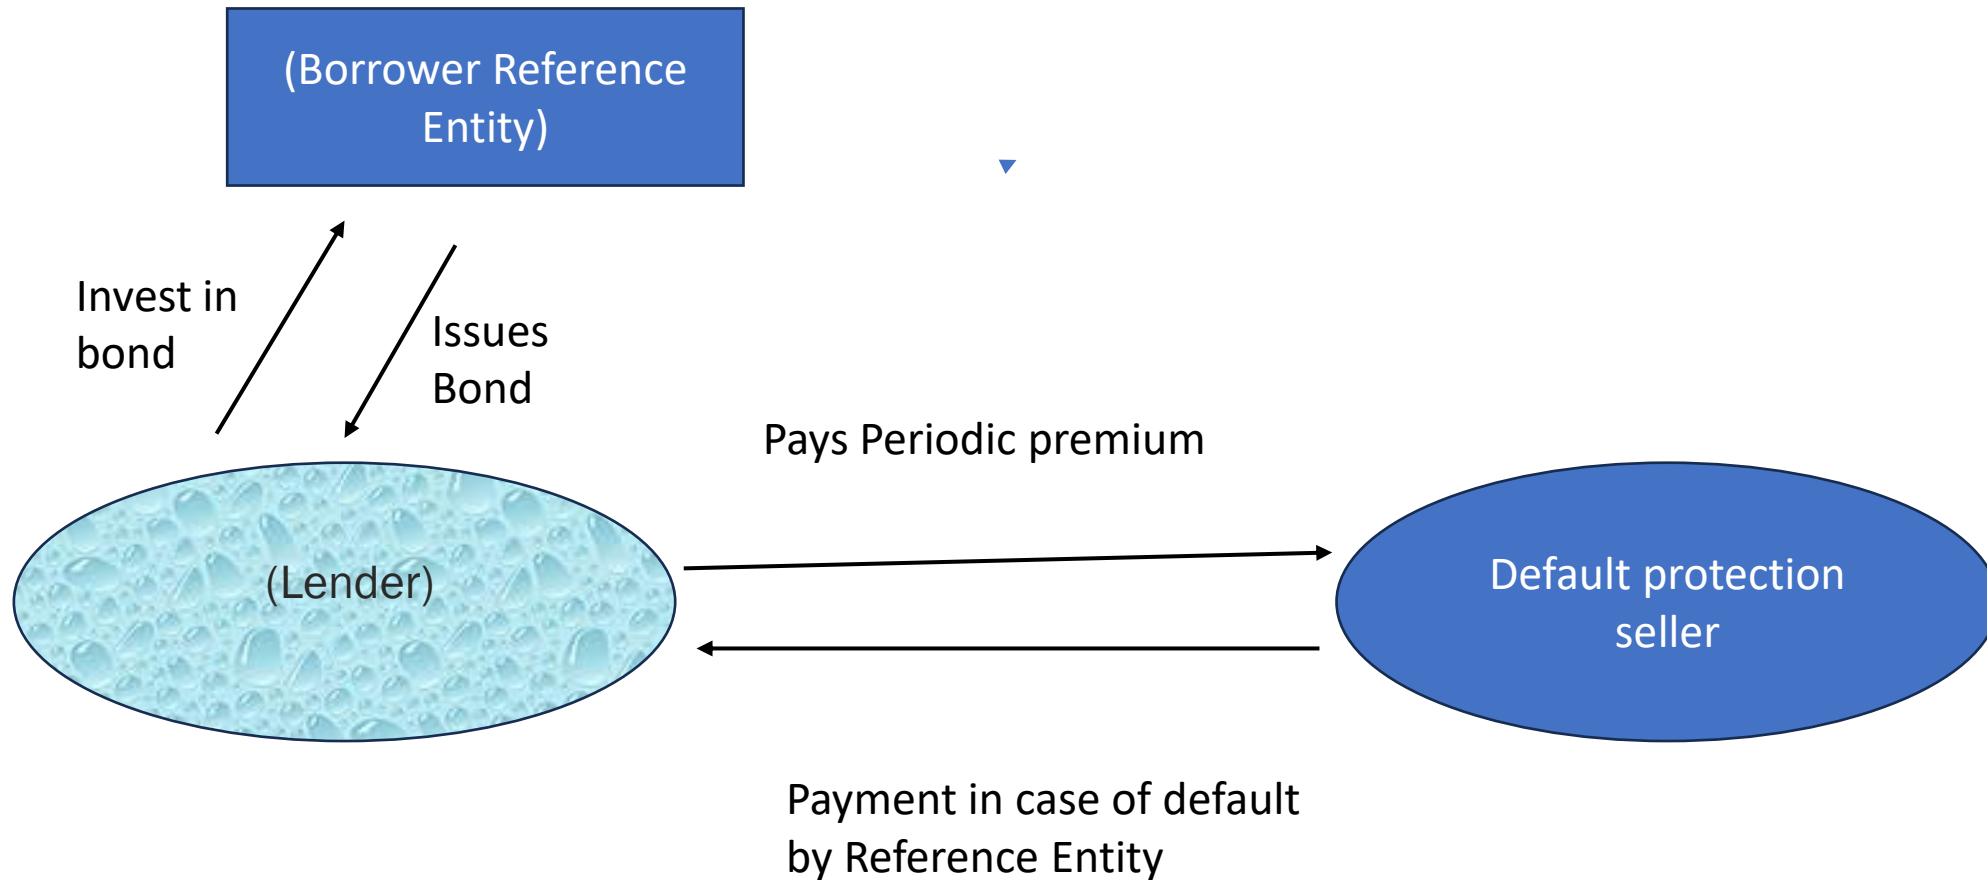 (Borrower Reference
Entity)
Invest in
bond
Issues
Bond
Pays Periodic premium
(Lender)
Default protection
seller
Payment in case of default
by Reference Entity